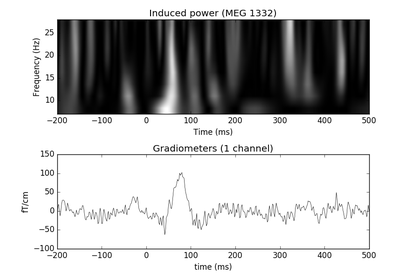 Induced power (MEG 1332)
Frequency (Hz)
25
20
15
10
-200 -100 0 100 200 300 400 500
Time (ms)
Gradiometers (1 channel)
fT/cm
150
100
50
0
-50
-100
-200 -100 0 100 200 300 400 500
time (ms)